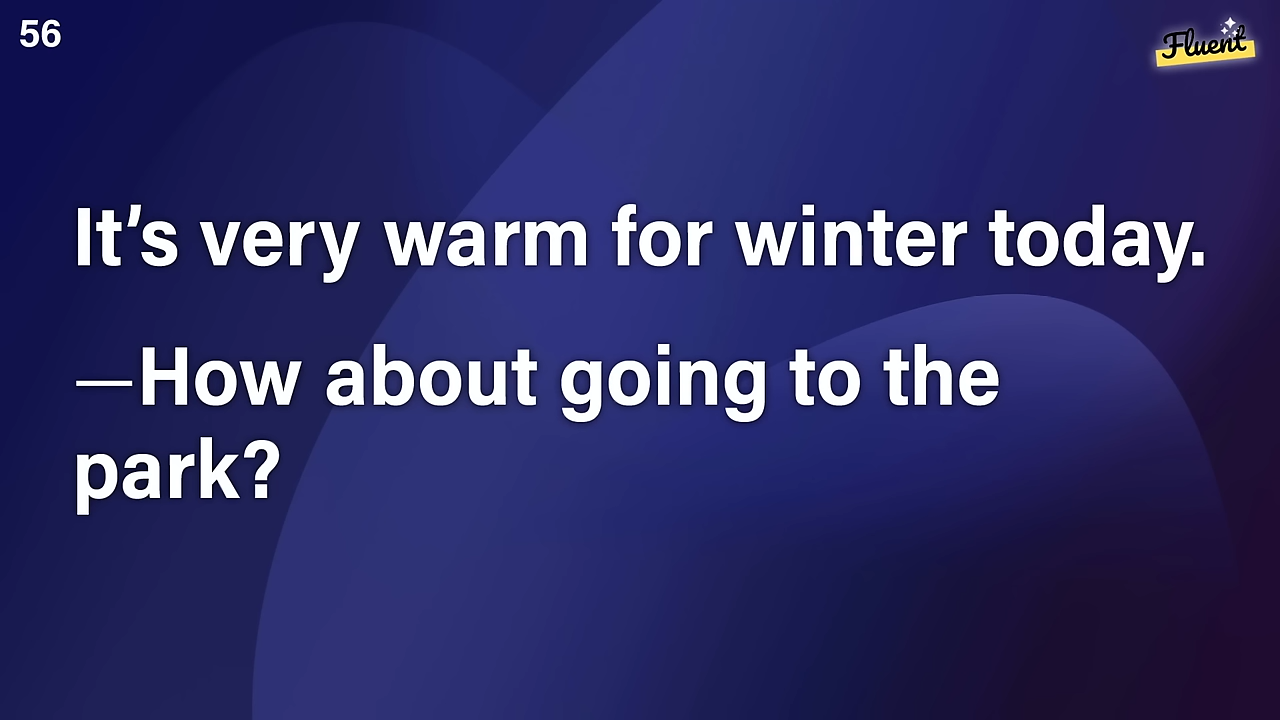 56
Fluent
It’s very warm for winter today.
—How about going to the
park?